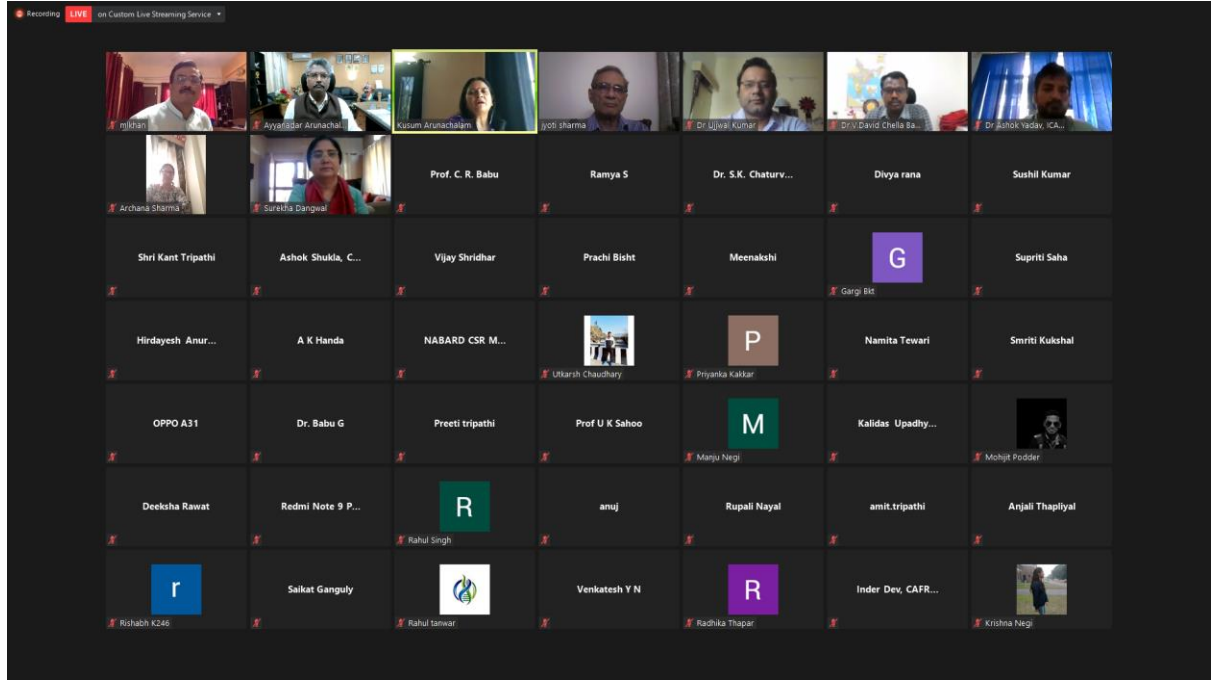 Recording LIVE on Custom Live Streaming Service
mjkhan
Ayyanadar Arunachal...
Kusum Arunachalam
jyoti sharma
Dr Ujjwal Kumar
Dr.V.David Chella Ba...
Dr Ashok Yadav, ICA...
Archana Sharma
Surekha Dangwal
Prof. C. R. Babu
Ramya S
Dr. S.K. Chaturv...
Divya rana
Sushil Kumar
Shri Kant Tripathi
Ashok Shukla, C...
Vijay Shridhar
Prachi Bisht
Meenakshi
G
Gargi Bkt
Supriti Saha
Hirdayesh Anur...
A K Handa
NABARD CSR M...
Utkarsh Chaudhary
P
Priyanka Kakkar
Namita Tewari
Smriti Kukshal
OPPO A31
Dr. Babu G
Preeti tripathi
Prof U K Sahoo
M
Manju Negi
Kalidas Upadhy...
Mohijit Podder
Deeksha Rawat
Redmi Note 9 P...
R
Rahul Singh
anuj
Rupali Nayal
amit.tripathi
Anjali Thapliyal
r
Rishabh K246
Saikat Ganguly
Rahul tanwar
Venkatesh Y N
R
Radhika Thapar
Inder Dev, CAFR...
Krishna Negi